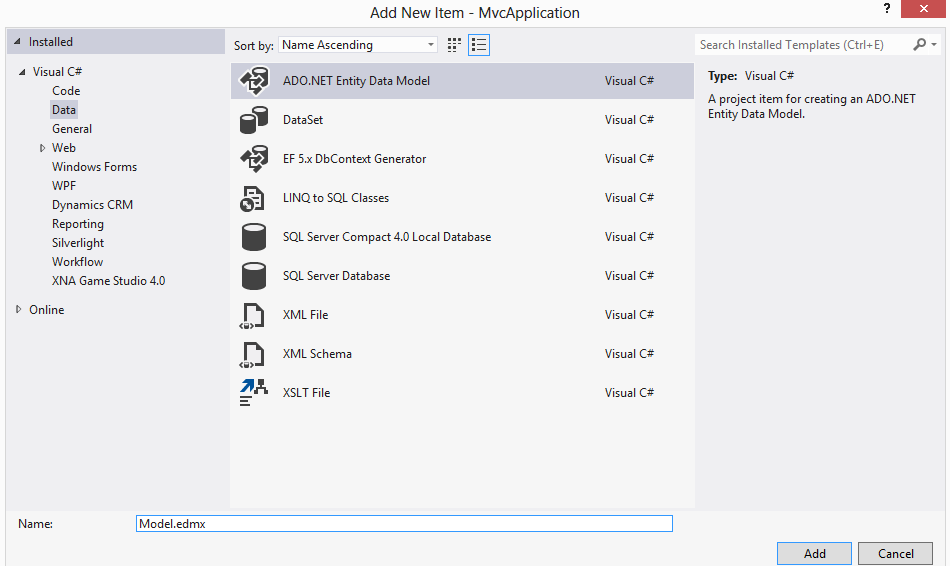 Add New Item - MvcApplication
?
Installed
Sort by: Name Ascending
Search Installed Templates (Ctrl+E)
Visual C#
Code
Data
General
Web
Windows Forms
WPF
Dynamics CRM
Reporting
Silverlight
Workflow
XNA Game Studio 4.0
Online
ADO.NET Entity Data Model Visual C#
DataSet Visual C#
EF 5.x DbContext Generator Visual C#
LINQ to SQL Classes Visual C#
SQL Server Compact 4.0 Local Database Visual C#
SQL Server Database Visual C#
XML File Visual C#
XML Schema Visual C#
XSLT File Visual C#
Type: Visual C#
A project item for creating an ADO.NET
Entity Data Model.
Name: Model.edmx
Add Cancel